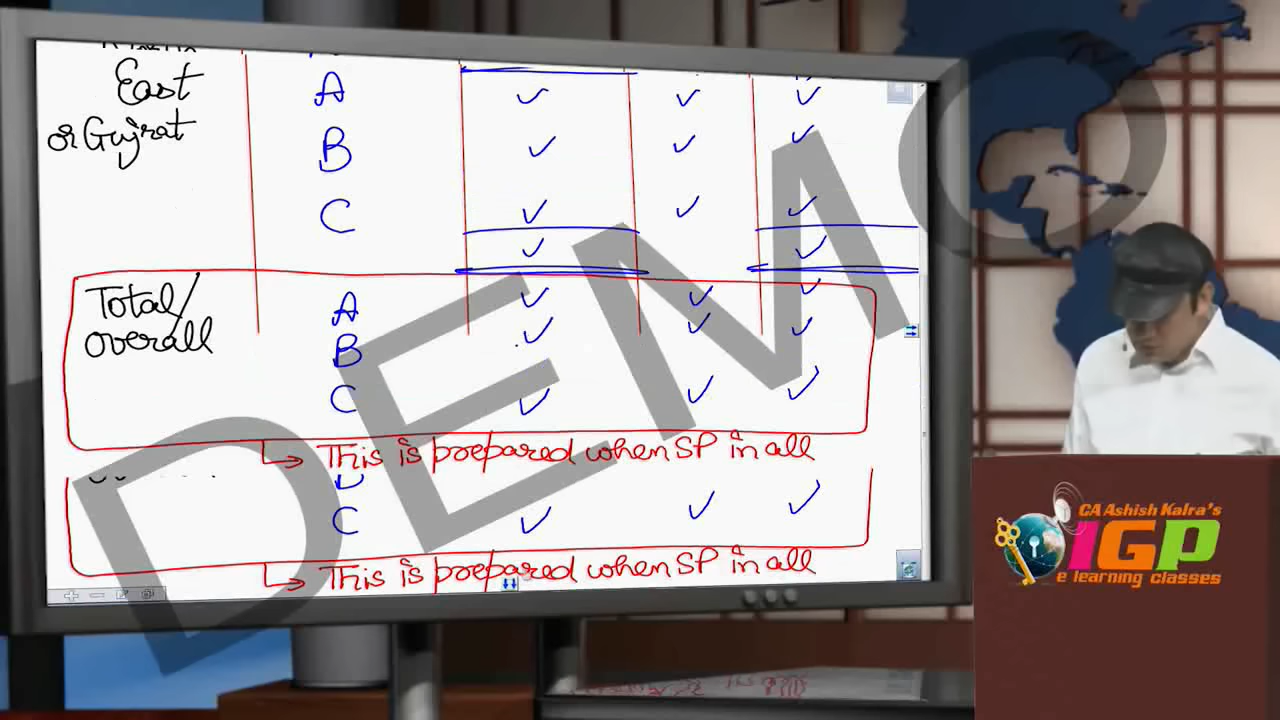 East A ✓ ✓ ✓
or Gujrat B ✓ ✓ ✓
C ✓ ✓ ✓
✓ ✓
Total/ A ✓ ✓ ✓
overall B ✓ ✓ ✓
C ✓ ✓ ✓
This is prepared when SP in all
C ✓ ✓ ✓
This is prepared when SP in all
DEMO
CA Ashish Kalra's
IGP
e learning classes